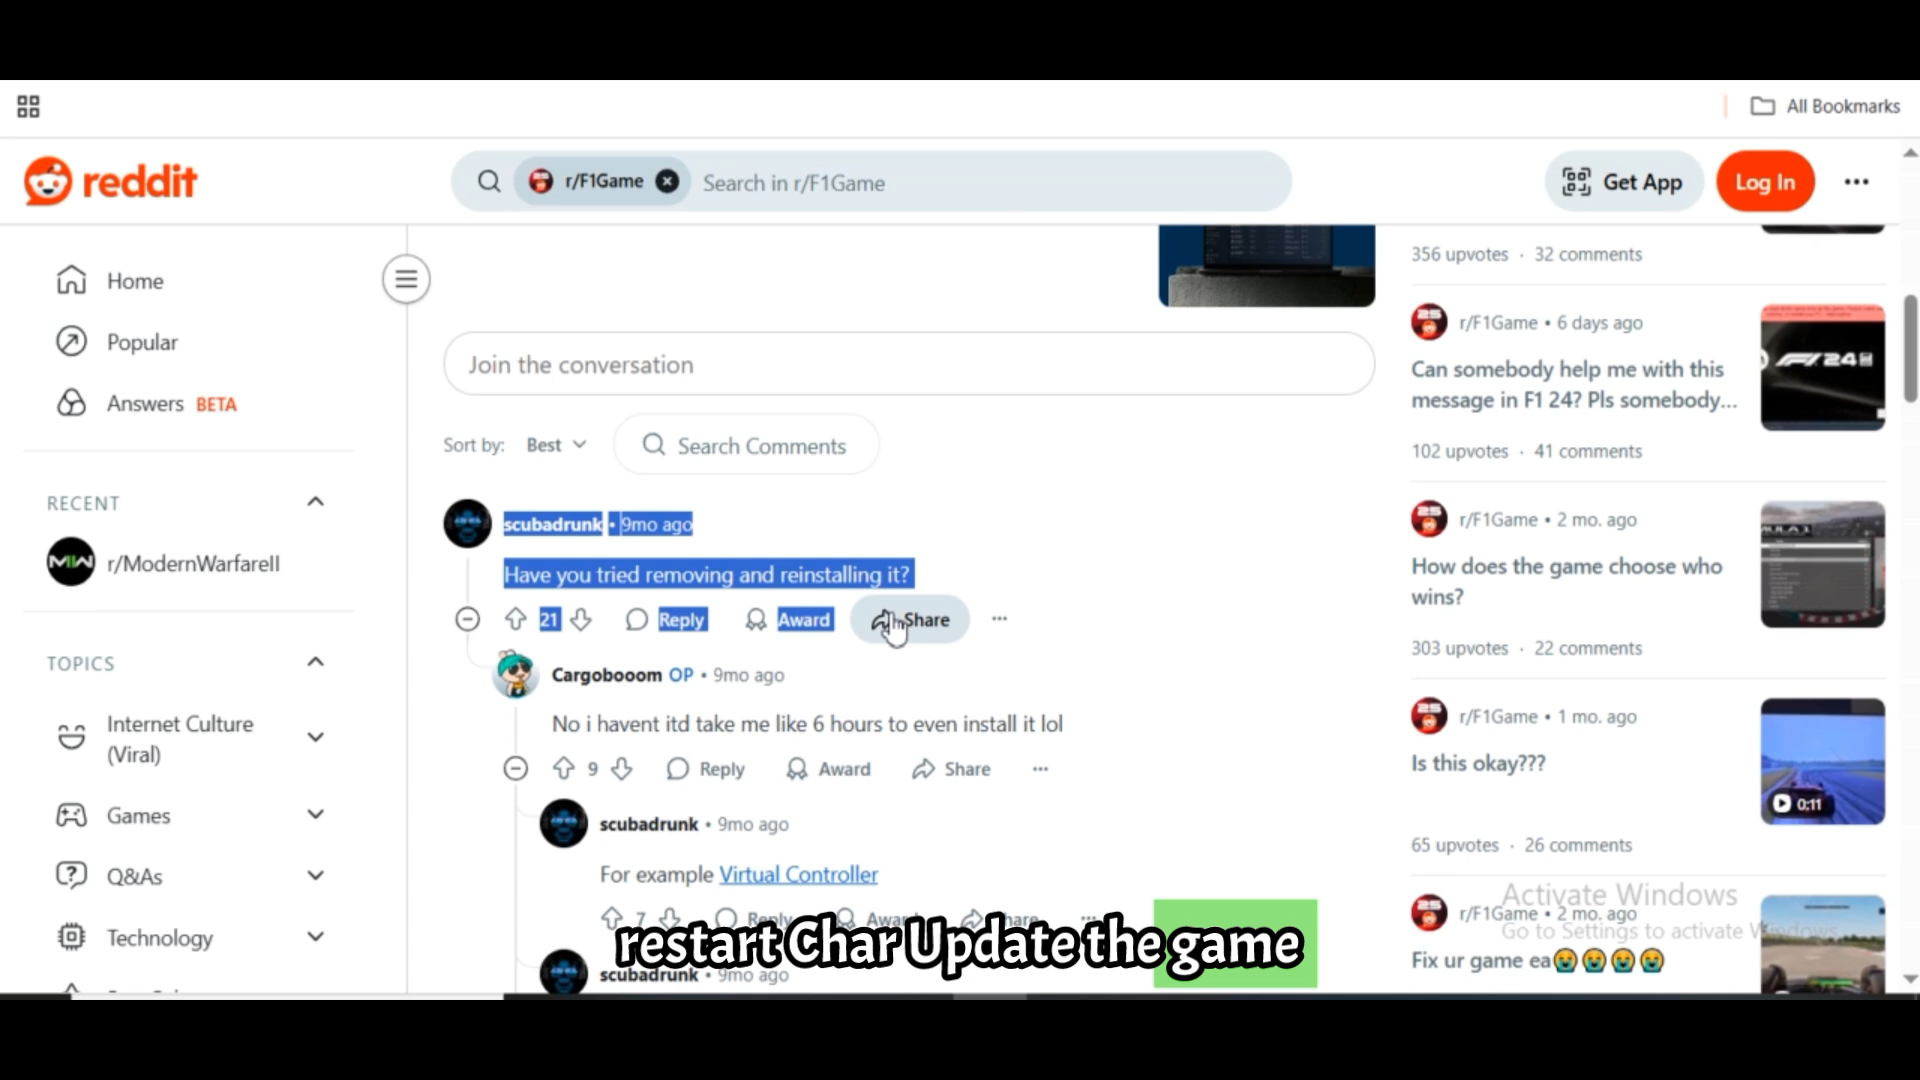 All Bookmarks
reddit
r/F1Game
Search in r/F1Game
Get App
Log In
Home
Popular
Answers BETA
RECENT
r/ModernWarfareII
TOPICS
Internet Culture
(Viral)
Games
Q&As
Technology
Join the conversation
Sort by: Best
Search Comments
scubadrunk • 9mo ago
Have you tried removing and reinstalling it?
21 Reply Award Share
Cargobooom OP • 9mo ago
No i havent itd take me like 6 hours to even install it lol
9 Reply Award Share
scubadrunk • 9mo ago
For example Virtual Controller
7 Reply Award Share
scubadrunk • 9mo ago
restart Char Update the game
356 upvotes · 32 comments
r/F1Game • 6 days ago
Can somebody help me with this
message in F1 24? Pls somebody...
102 upvotes · 41 comments
r/F1Game • 2 mo. ago
How does the game choose who
wins?
303 upvotes · 22 comments
r/F1Game • 1 mo. ago
Is this okay???
0:11
65 upvotes · 26 comments
r/F1Game • 2 mo. ago
Fix ur game ea😭😭😭😭
Activate Windows
Go to Settings to activate Windows.